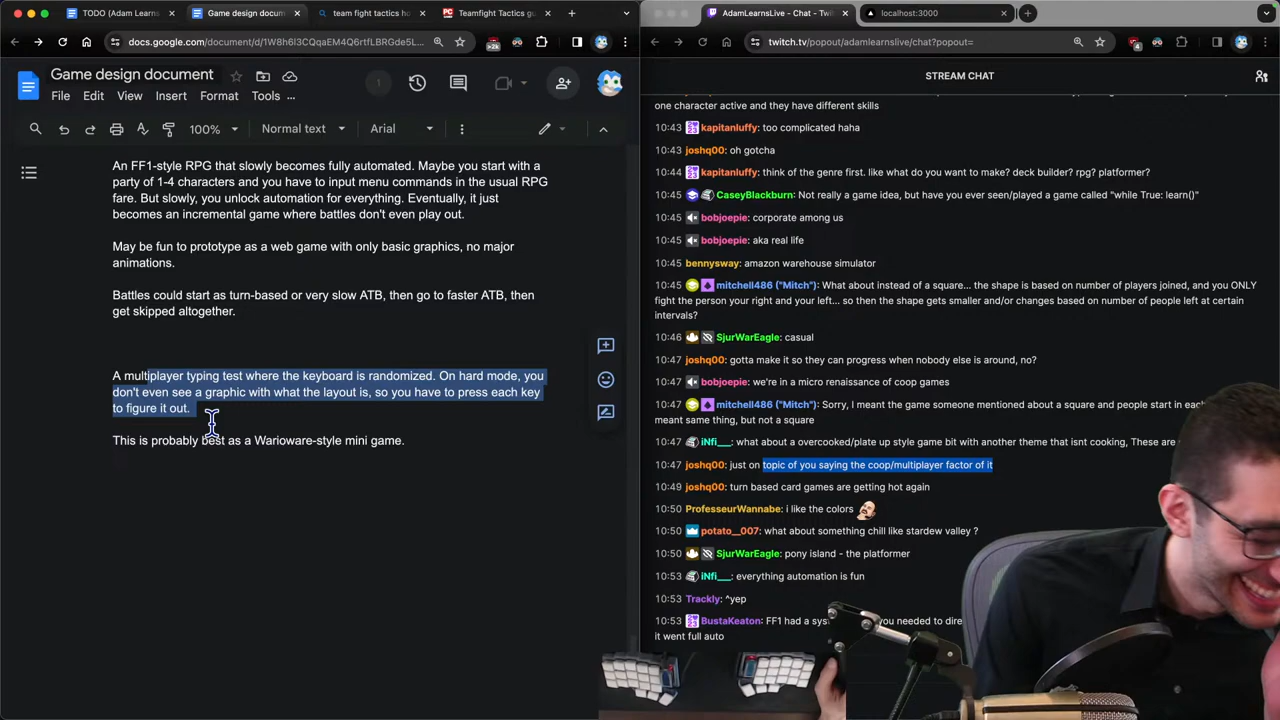 TODO (Adam Learns
Game design docum
team fight tactics ho
Teamfight Tactics gu
docs.google.com/document/d/1W8h6l3CQqaEM4Q6rtfLBRGde5L...
Game design document
File Edit View Insert Format Tools ...
100%
Normal text
Arial
An FF1-style RPG that slowly becomes fully automated. Maybe you start with a
party of 1-4 characters and you have to input menu commands in the usual RPG
fare. But slowly, you unlock automation for everything. Eventually, it just
becomes an incremental game where battles don't even play out.
May be fun to prototype as a web game with only basic graphics, no major
animations.
Battles could start as turn-based or very slow ATB, then go to faster ATB, then
get skipped altogether.
A multiplayer typing test where the keyboard is randomized. On hard mode, you
don't even see a graphic with what the layout is, so you have to press each key
to figure it out.
This is probably best as a Warioware-style mini game.
AdamLearnsLive - Chat - Twi
localhost:3000
twitch.tv/popout/adamlearnslive/chat?popout=
STREAM CHAT
one character active and they have different skills
10:43 kapitanluffy: too complicated haha
10:43 joshq00: oh gotcha
10:44 kapitanluffy: think of the genre first. like what do you want to make? deck builder? rpg? platformer?
10:45 CaseyBlackburn: Not really a game idea, but have you ever seen/played a game called "while True: learn()"
10:45 bobjoepie: corporate among us
10:45 bobjoepie: aka real life
bennysway: amazon warehouse simulator
10:45 mitchell486 ("Mitch"): What about instead of a square... the shape is based on number of players joined, and you ONLY
fight the person your right and your left... so then the shape gets smaller and/or changes based on number of people left at certain
intervals?
10:46 SjurWarEagle: casual
10:47 joshq00: gotta make it so they can progress when nobody else is around, no?
10:47 bobjoepie: we're in a micro renaissance of coop games
10:47 mitchell486 ("Mitch"): Sorry, I meant the game someone mentioned about a square and people start in each
meant same thing, but not a square
10:47 iNfi__: what about a overcooked/plate up style game bit with another theme that isnt cooking, These are
10:47 joshq00: just on topic of you saying the coop/multiplayer factor of it
10:49 joshq00: turn based card games are getting hot again
10:50 ProfesseurWannabe: i like the colors
10:50 potato__007: what about something chill like stardew valley ?
10:50 SjurWarEagle: pony island - the platformer
10:53 iNfi__: everything automation is fun
10:53 Trackly: ^yep
10:53 BustaKeaton: FF1 had a sys you needed to dire
it went full auto